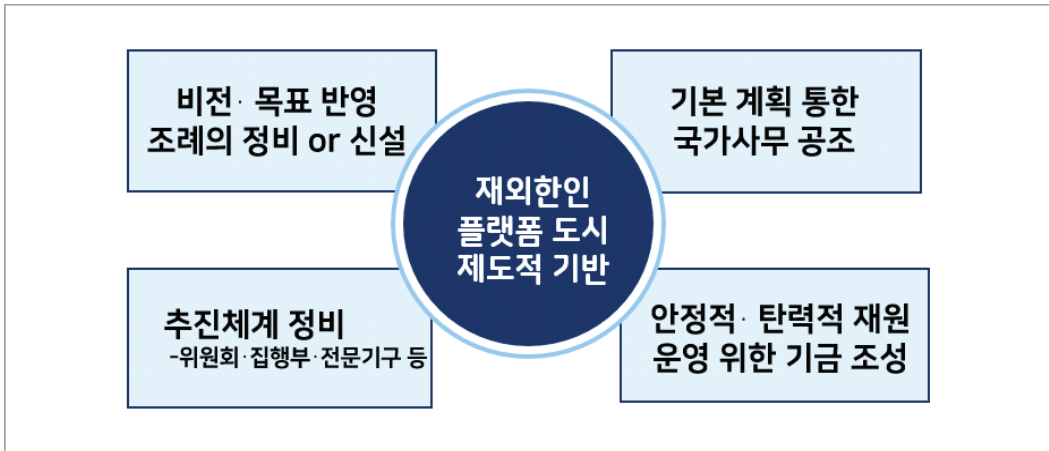 비전· 목표 반영
조례의 정비 or 신설
기본 계획 통한
국가사무 공조
재외한인
플랫폼 도시
제도적 기반
추진체계 정비
-위원회·집행부·전문기구 등
안정적· 탄력적 재원
운영 위한 기금 조성